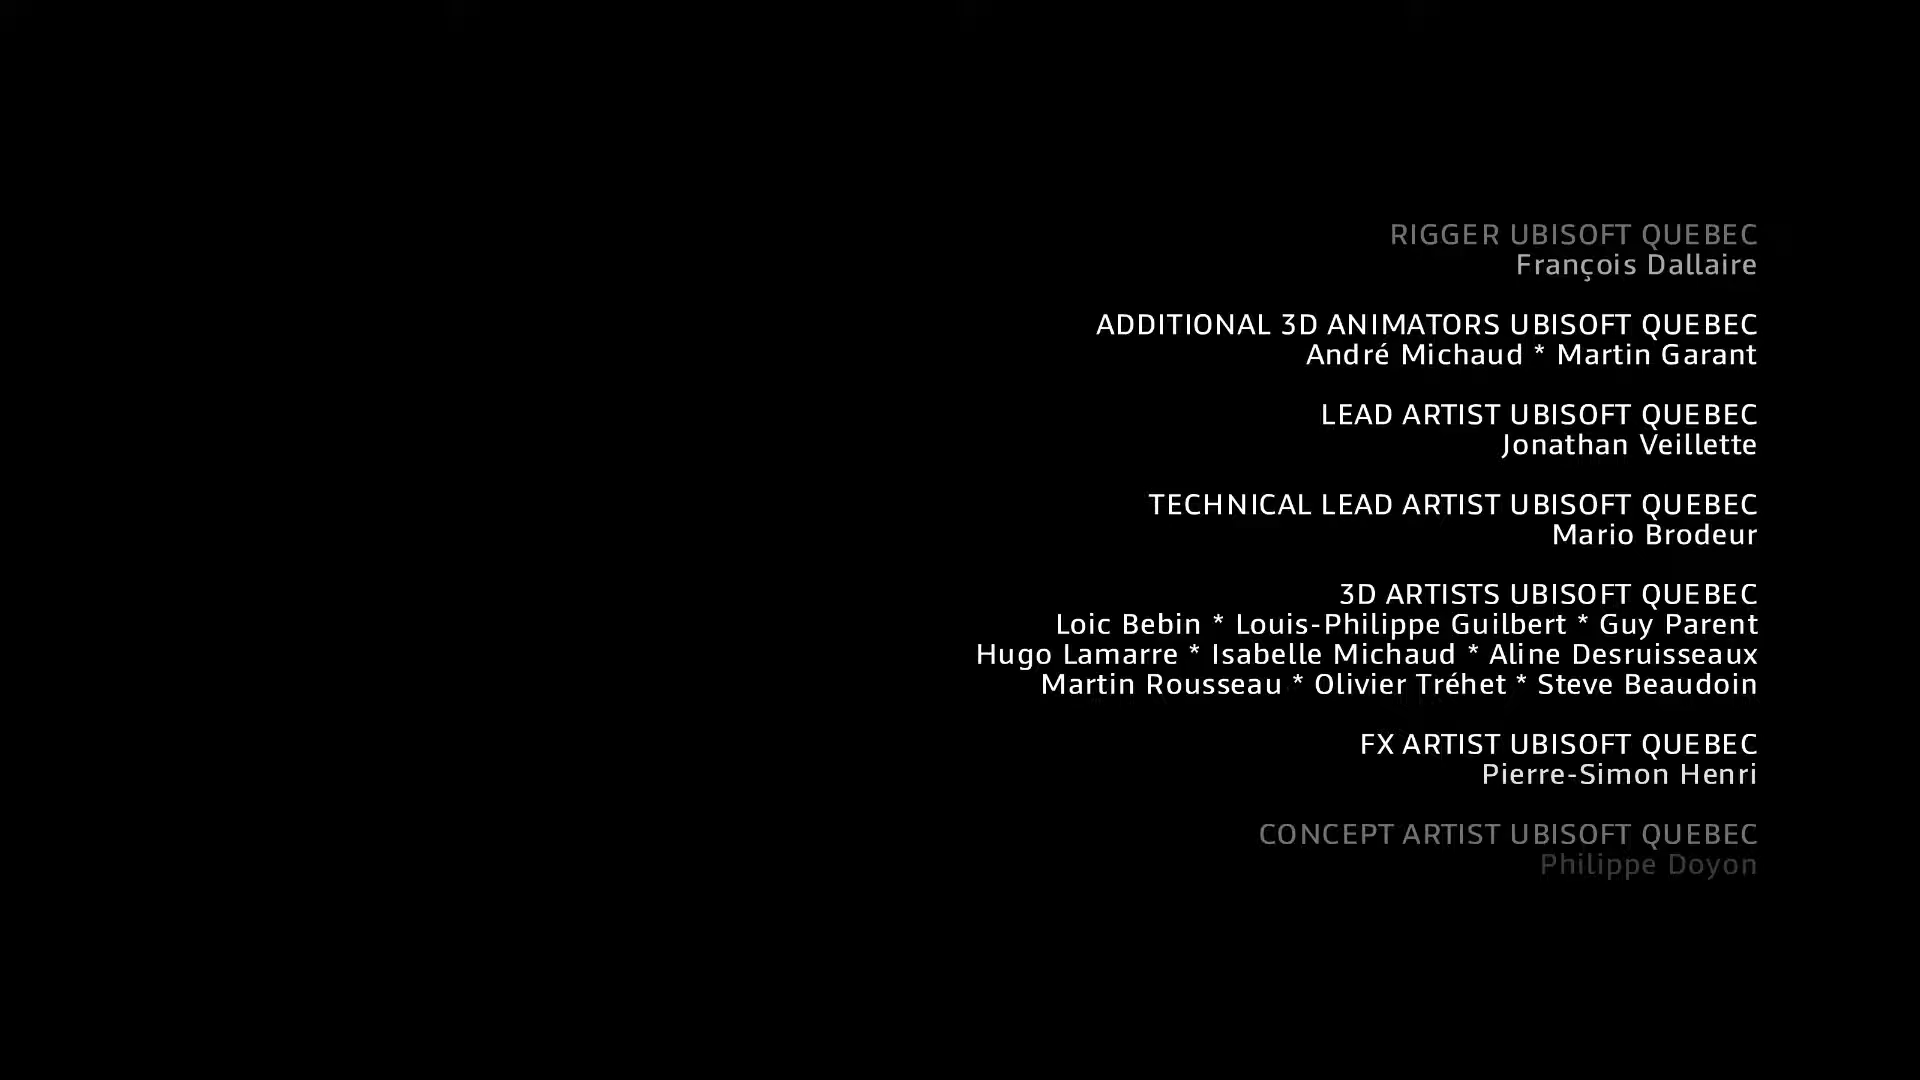 RIGGER UBISOFT QUEBEC
François Dallaire
ADDITIONAL 3D ANIMATORS UBISOFT QUEBEC
André Michaud * Martin Garant
LEAD ARTIST UBISOFT QUEBEC
Jonathan Veillette
TECHNICAL LEAD ARTIST UBISOFT QUEBEC
Mario Brodeur
3D ARTISTS UBISOFT QUEBEC
Loic Bebin * Louis-Philippe Guilbert * Guy Parent
Hugo Lamarre * Isabelle Michaud * Aline Desruisseaux
Martin Rousseau * Olivier Tréhet * Steve Beaudoin
FX ARTIST UBISOFT QUEBEC
Pierre-Simon Henri
CONCEPT ARTIST UBISOFT QUEBEC
Philippe Doyon